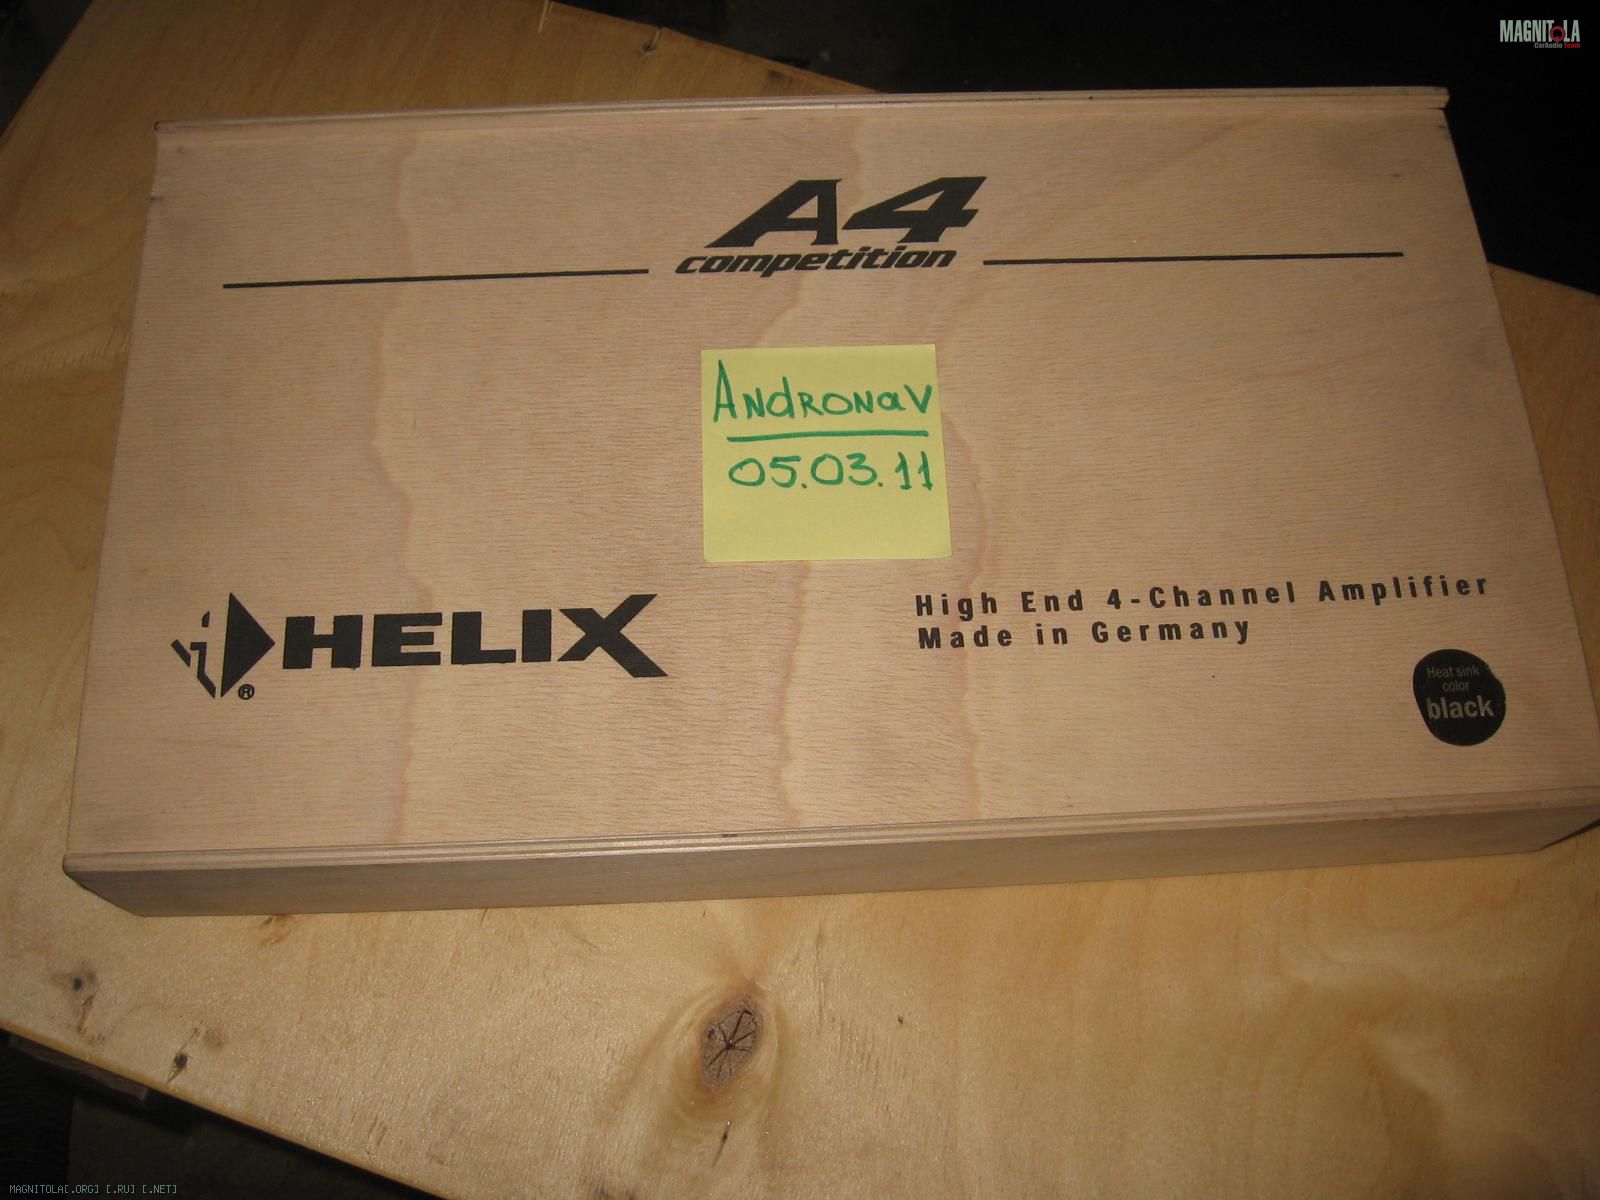 MAGNITOLA
CarAudio Team
A4
competition
Andronav
05.03.11
HELIX
®
High End 4-Channel Amplifier
Made in Germany
Heat sink
color
black
MAGNITOLA[.ORG] [.RU] [.NET]